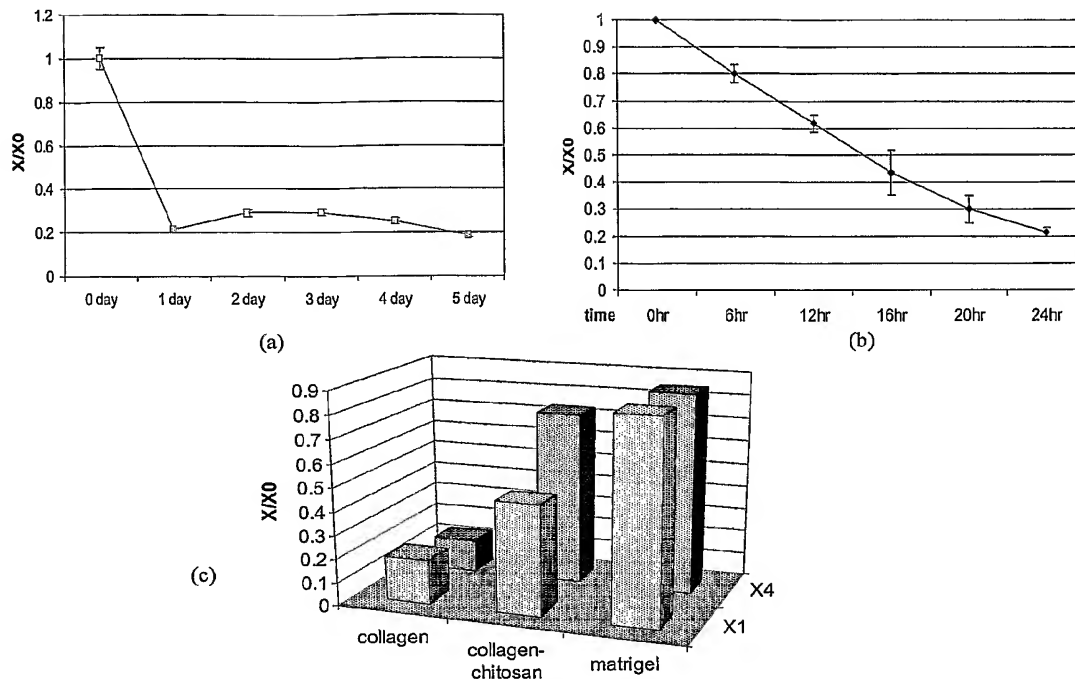 1.2
1
0.8
0.6
0.4
0.2
0
X/X0
0 day 1 day 2 day 3 day 4 day 5 day
(a)
1
0.9
0.8
0.7
0.6
0.5
0.4
0.3
0.2
0.1
0
X/X0
time 0hr 6hr 12hr 16hr 20hr 24hr
(b)
0.9
0.8
0.7
0.6
0.5
0.4
0.3
0.2
0.1
0
X/X0
(c)
collagen
collagen-
chitosan
matrigel
X4
X1